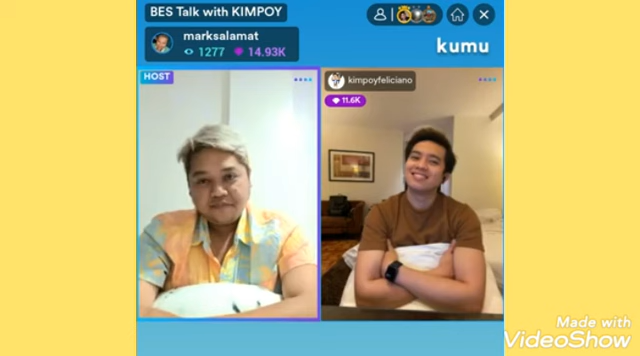 BES Talk with KIMPOY
marksalamat
1277 14.93K
kumu
HOST
kimpoyfeliciano
11.6K
Made with
VideoShow